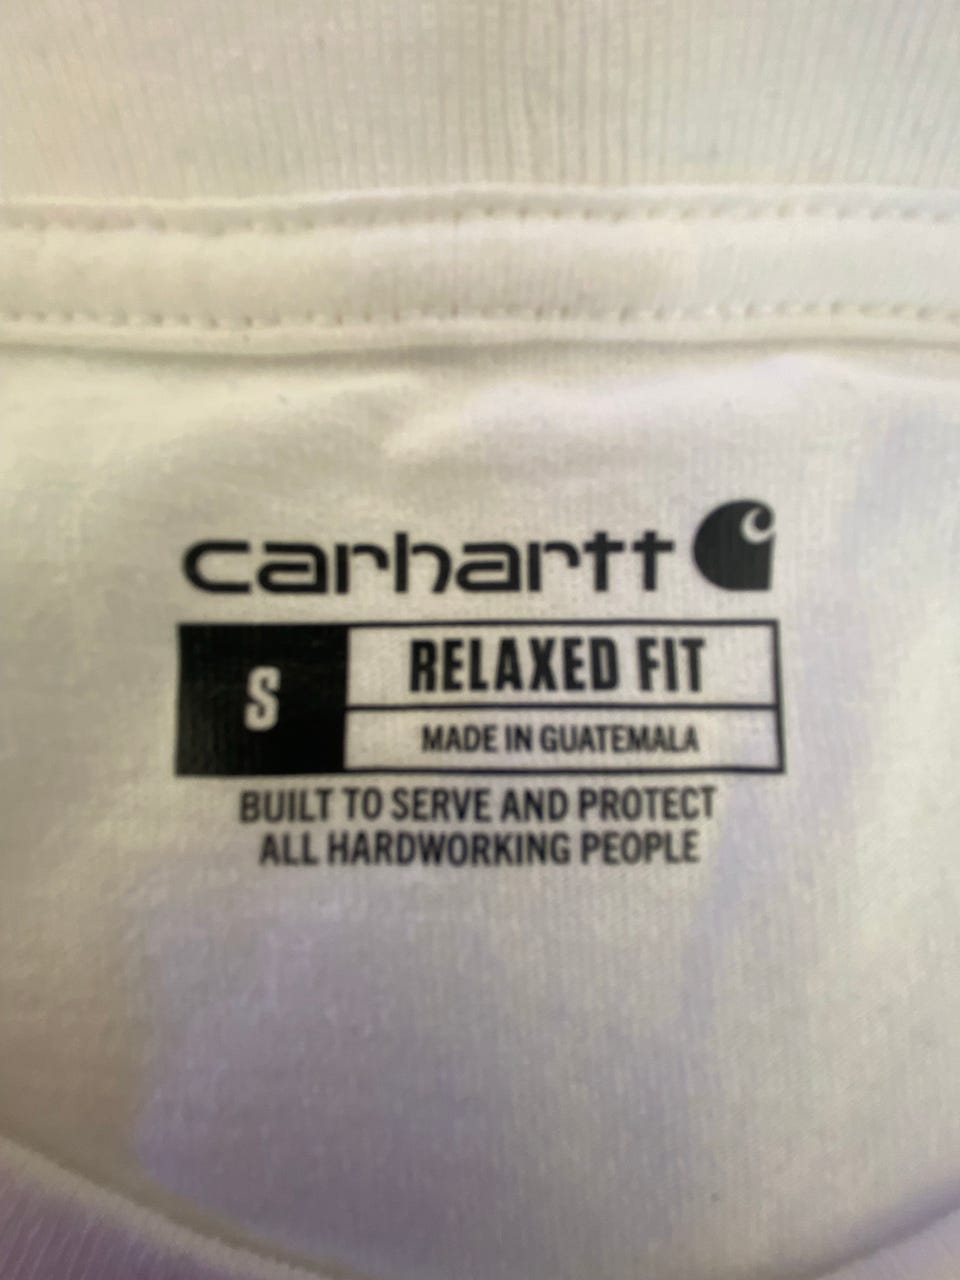 carhartt
S
RELAXED FIT
MADE IN GUATEMALA
BUILT TO SERVE AND PROTECT
ALL HARDWORKING PEOPLE